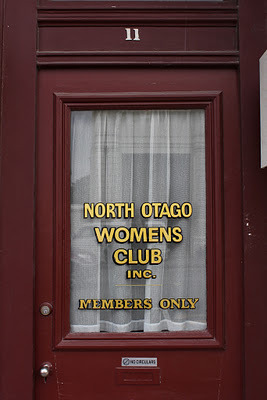 11
NORTH OTAGO
WOMENS
CLUB
INC.
MEMBERS ONLY
NO CIRCULARS